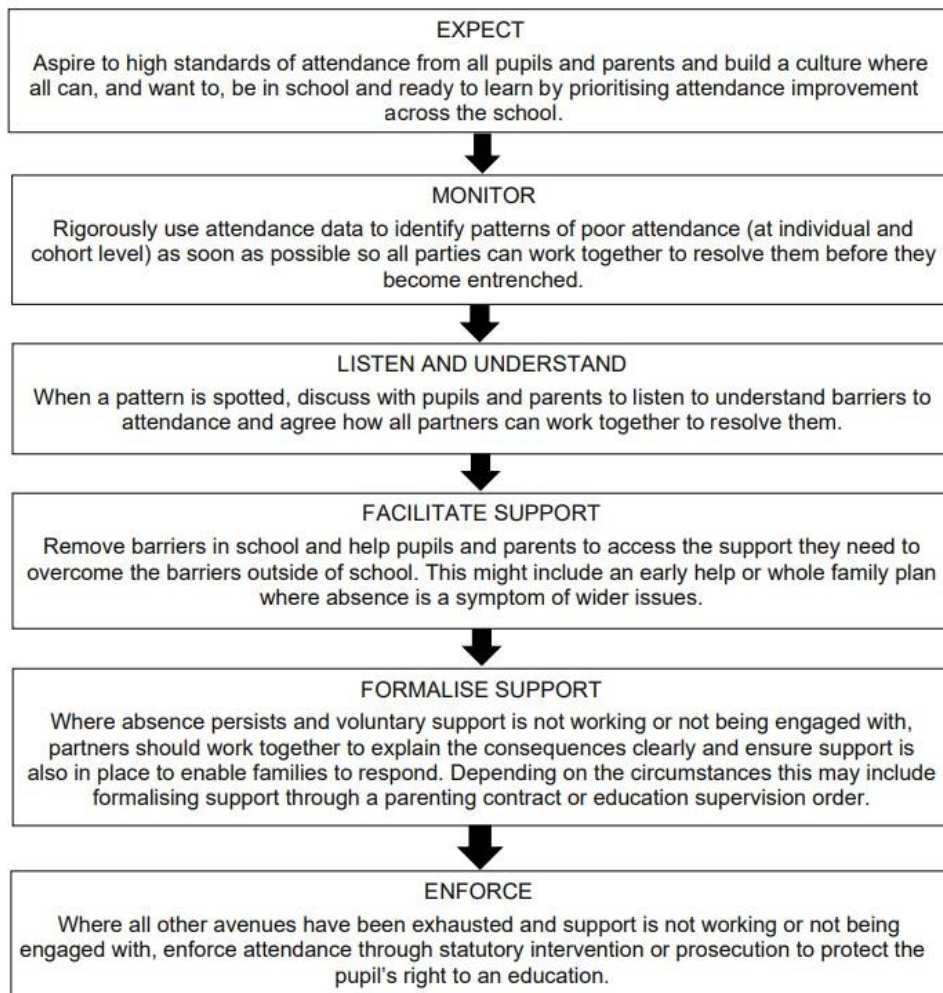 EXPECT
Aspire to high standards of attendance from all pupils and parents and build a culture where
all can, and want to, be in school and ready to learn by prioritising attendance improvement
across the school.
MONITOR
Rigorously use attendance data to identify patterns of poor attendance (at individual and
cohort level) as soon as possible so all parties can work together to resolve them before they
become entrenched.
LISTEN AND UNDERSTAND
When a pattern is spotted, discuss with pupils and parents to listen to understand barriers to
attendance and agree how all partners can work together to resolve them.
FACILITATE SUPPORT
Remove barriers in school and help pupils and parents to access the support they need to
overcome the barriers outside of school. This might include an early help or whole family plan
where absence is a symptom of wider issues.
FORMALISE SUPPORT
Where absence persists and voluntary support is not working or not being engaged with,
partners should work together to explain the consequences clearly and ensure support is
also in place to enable families to respond. Depending on the circumstances this may include
formalising support through a parenting contract or education supervision order.
ENFORCE
Where all other avenues have been exhausted and support is not working or not being
engaged with, enforce attendance through statutory intervention or prosecution to protect the
pupil's right to an education.